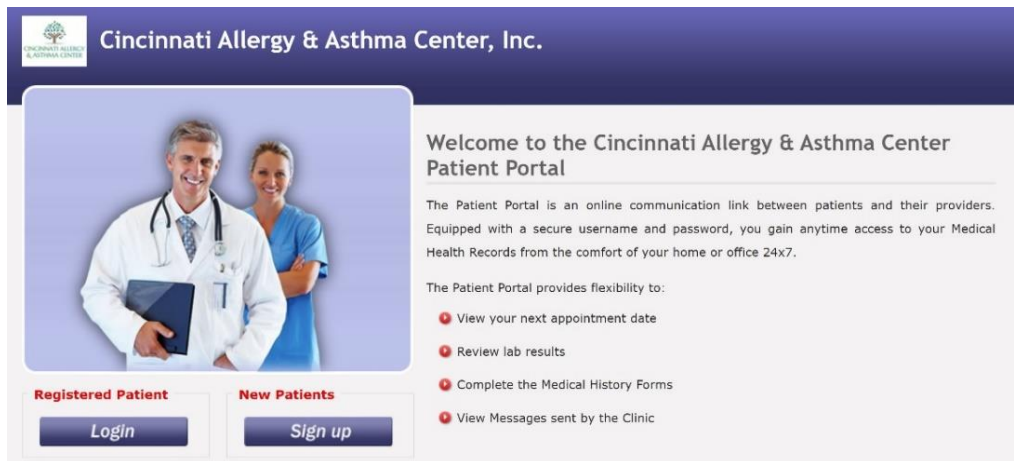 CINCINNATI ALLERGY
& ASTHMA CENTER
Cincinnati Allergy & Asthma Center, Inc.
Welcome to the Cincinnati Allergy & Asthma Center
Patient Portal
The Patient Portal is an online communication link between patients and their providers.
Equipped with a secure username and password, you gain anytime access to your Medical
Health Records from the comfort of your home or office 24x7.
The Patient Portal provides flexibility to:
View your next appointment date
Review lab results
Complete the Medical History Forms
View Messages sent by the Clinic
Registered Patient
Login
New Patients
Sign up